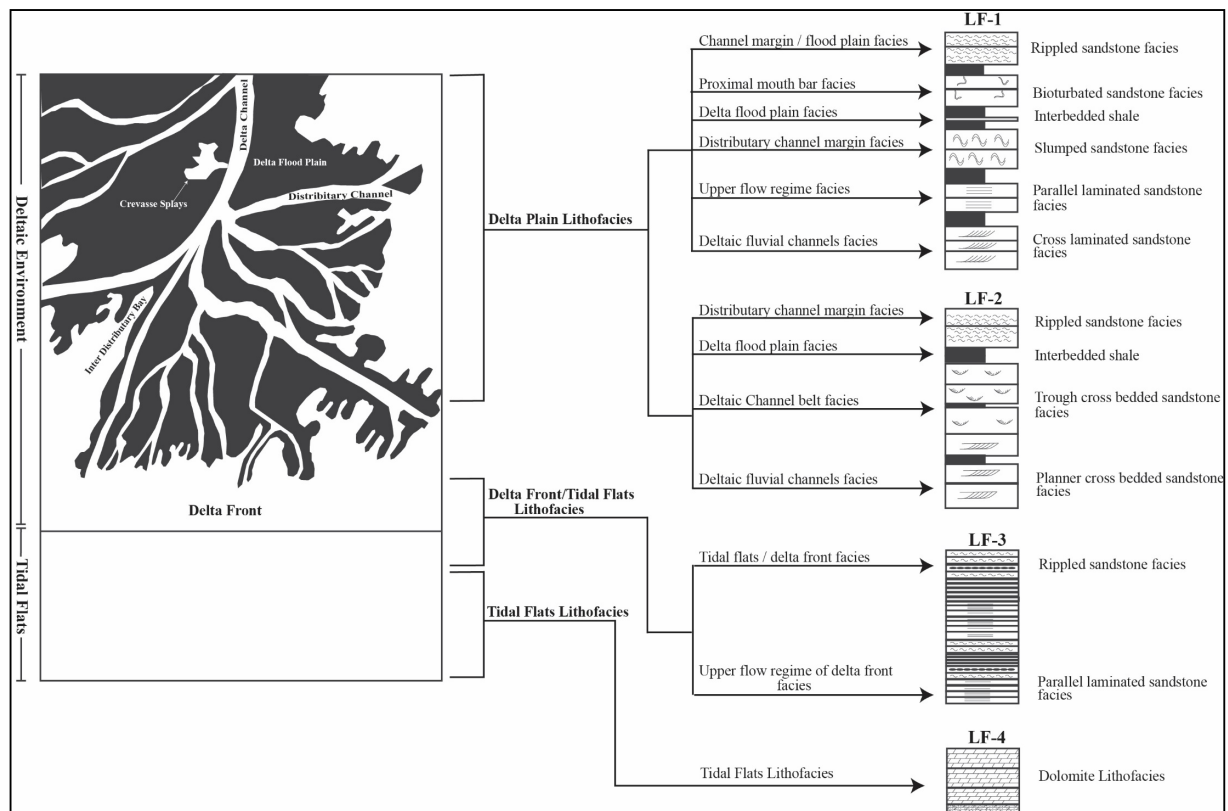 Deltaic Environment
Tidal Flats
Delta Channel
Delta Flood Plain
Crevasse Splays
Distributary Channel
Inter Distributary Bay
Delta Front
Delta Plain Lithofacies
Delta Front/Tidal Flats
Lithofacies
Tidal Flats Lithofacies
LF-1
Channel margin / flood plain facies
Rippled sandstone facies
Proximal mouth bar facies
Bioturbated sandstone facies
Delta flood plain facies
Interbedded shale
Distributary channel margin facies
Slumped sandstone facies
Upper flow regime facies
Parallel laminated sandstone
facies
Deltaic fluvial channels facies
Cross laminated sandstone
facies
LF-2
Distributary channel margin facies
Rippled sandstone facies
Delta flood plain facies
Interbedded shale
Deltaic Channel belt facies
Trough cross bedded sandstone
facies
Deltaic fluvial channels facies
Planner cross bedded sandstone
facies
LF-3
Tidal flats / delta front facies
Rippled sandstone facies
Upper flow regime of delta front
facies
Parallel laminated sandstone
facies
LF-4
Tidal Flats Lithofacies
Dolomite Lithofacies